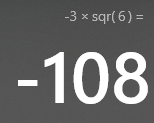 -3 × sqr( 6 ) =
-108